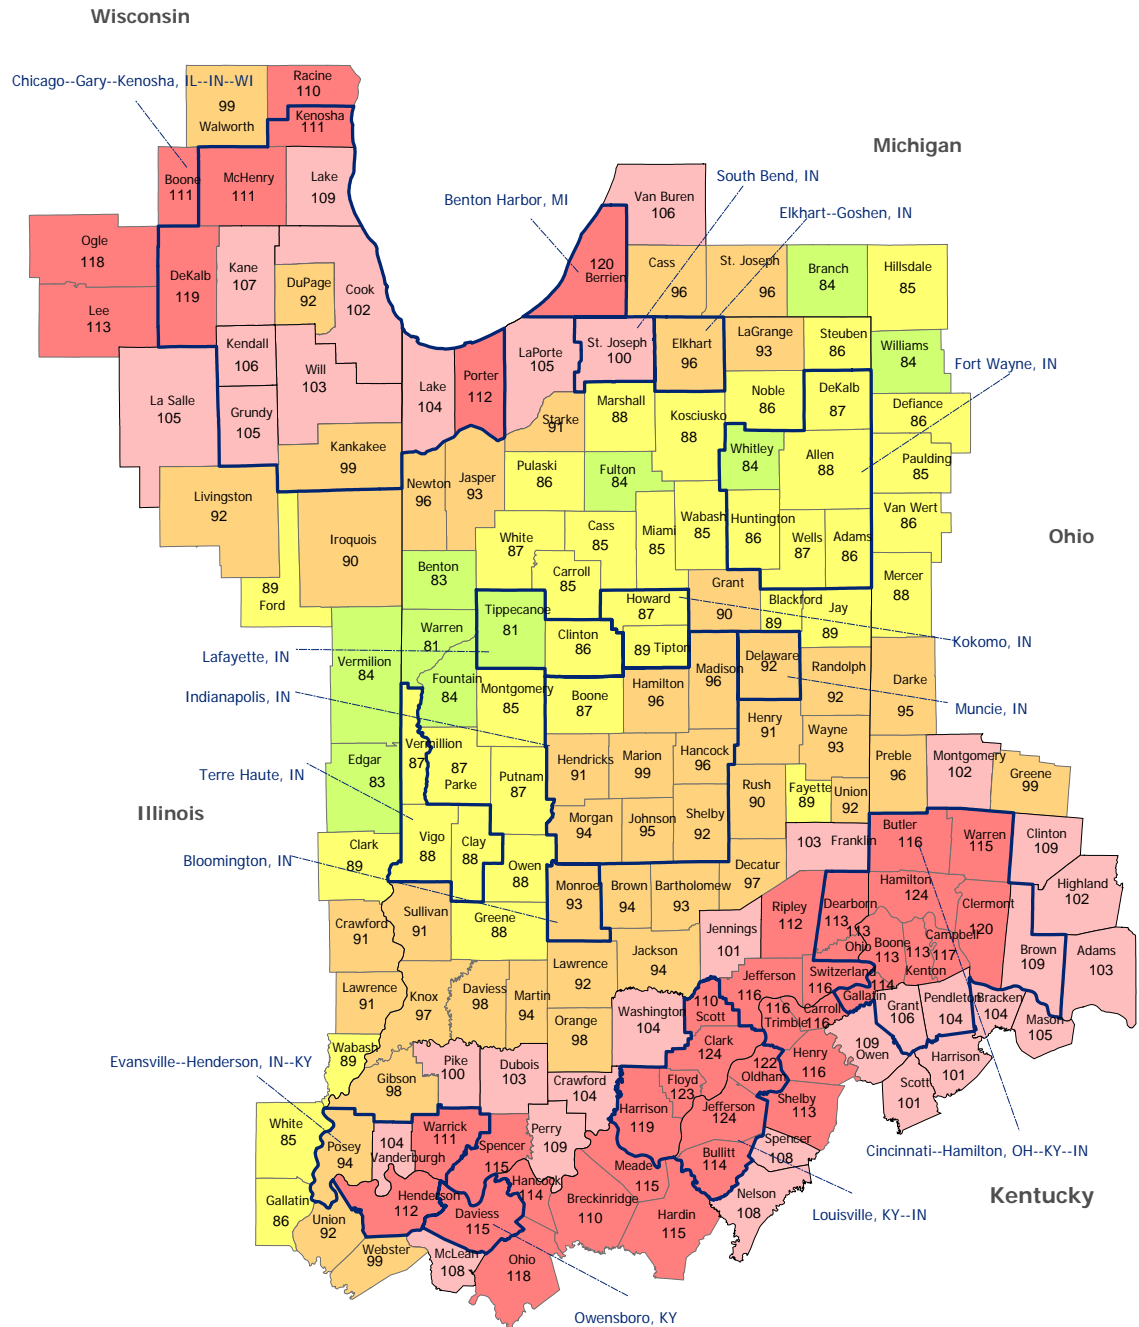 Wisconsin
Chicago--Gary--Kenosha, IL--IN--WI
Racine
110
99
Walworth
Kenosha
111
Michigan
Boone
111
McHenry
111
Lake
109
South Bend, IN
Benton Harbor, MI
Van Buren
106
Elkhart--Goshen, IN
Ogle
118
DeKalb
119
Kane
107
DuPage
92
Cook
102
120
Berrien
Cass
96
St. Joseph
96
Branch
84
Hillsdale
85
Lee
113
Kendall
106
Will
103
LaPorte
105
St. Joseph
100
Elkhart
96
LaGrange
93
Steuben
86
Williams
84
Fort Wayne, IN
La Salle
105
Grundy
105
Lake
104
Porter
112
Starke
91
Marshall
88
Kosciusko
88
Noble
86
DeKalb
87
Defiance
86
Kankakee
99
Whitley
84
Allen
88
Paulding
85
Livingston
92
Newton
96
Jasper
93
Pulaski
86
Fulton
84
Van Wert
86
Iroquois
90
White
87
Cass
85
Miami
85
Wabash
85
Huntington
86
Wells
87
Adams
86
Ohio
89
Ford
Benton
83
Carroll
85
Grant
90
Mercer
88
Tippecanoe
81
Howard
87
Blackford
89
Jay
89
Warren
81
Clinton
86
89 Tipton
Kokomo, IN
Lafayette, IN
Vermilion
84
Madison
96
Delaware
92
Randolph
92
Darke
95
Indianapolis, IN
Fountain
84
Montgomery
85
Boone
87
Hamilton
96
Muncie, IN
Henry
91
Wayne
93
Edgar
83
Vermillion
87
87
Parke
Putnam
87
Hendricks
91
Marion
99
Hancock
96
Preble
96
Montgomery
102
Greene
99
Terre Haute, IN
Rush
90
Fayette
89
Union
92
Illinois
Morgan
94
Johnson
95
Shelby
92
Butler
116
Warren
115
Clinton
109
Clark
89
Vigo
88
Clay
88
Owen
88
103
Franklin
Bloomington, IN
Monroe
93
Brown
94
Bartholomew
93
Decatur
97
Hamilton
124
Highland
102
Crawford
91
Sullivan
91
Greene
88
Jennings
101
Ripley
112
Dearborn
113
113
Ohio
Boone
113
113
Kenton
Campbell
117
Clermont
120
Brown
109
Adams
103
Lawrence
91
Knox
97
Daviess
98
Martin
94
Lawrence
92
Jackson
94
Jefferson
116
Switzerland
116
114
Gallatin
Grant
106
Pendleton
104
Bracken
104
Mason
105
Orange
98
Washington
104
110
Scott
116
Trimble
Carroll
116
Wabash
89
Evansville--Henderson, IN--KY
Gibson
98
Pike
100
Dubois
103
Crawford
104
Clark
124
122
Oldham
Henry
116
109
Owen
Harrison
101
Scott
101
Floyd
123
Harrison
119
Jefferson
124
Shelby
113
White
85
Posey
94
104
Vanderburgh
Warrick
111
Spencer
115
Perry
109
Bullitt
114
Spencer
108
Cincinnati--Hamilton, OH--KY--IN
Gallatin
86
Union
92
Henderson
112
Daviess
115
Hancock
114
Meade
115
Breckinridge
110
Hardin
115
Nelson
108
Kentucky
Louisville, KY--IN
Webster
99
McLean
108
Ohio
118
Owensboro, KY